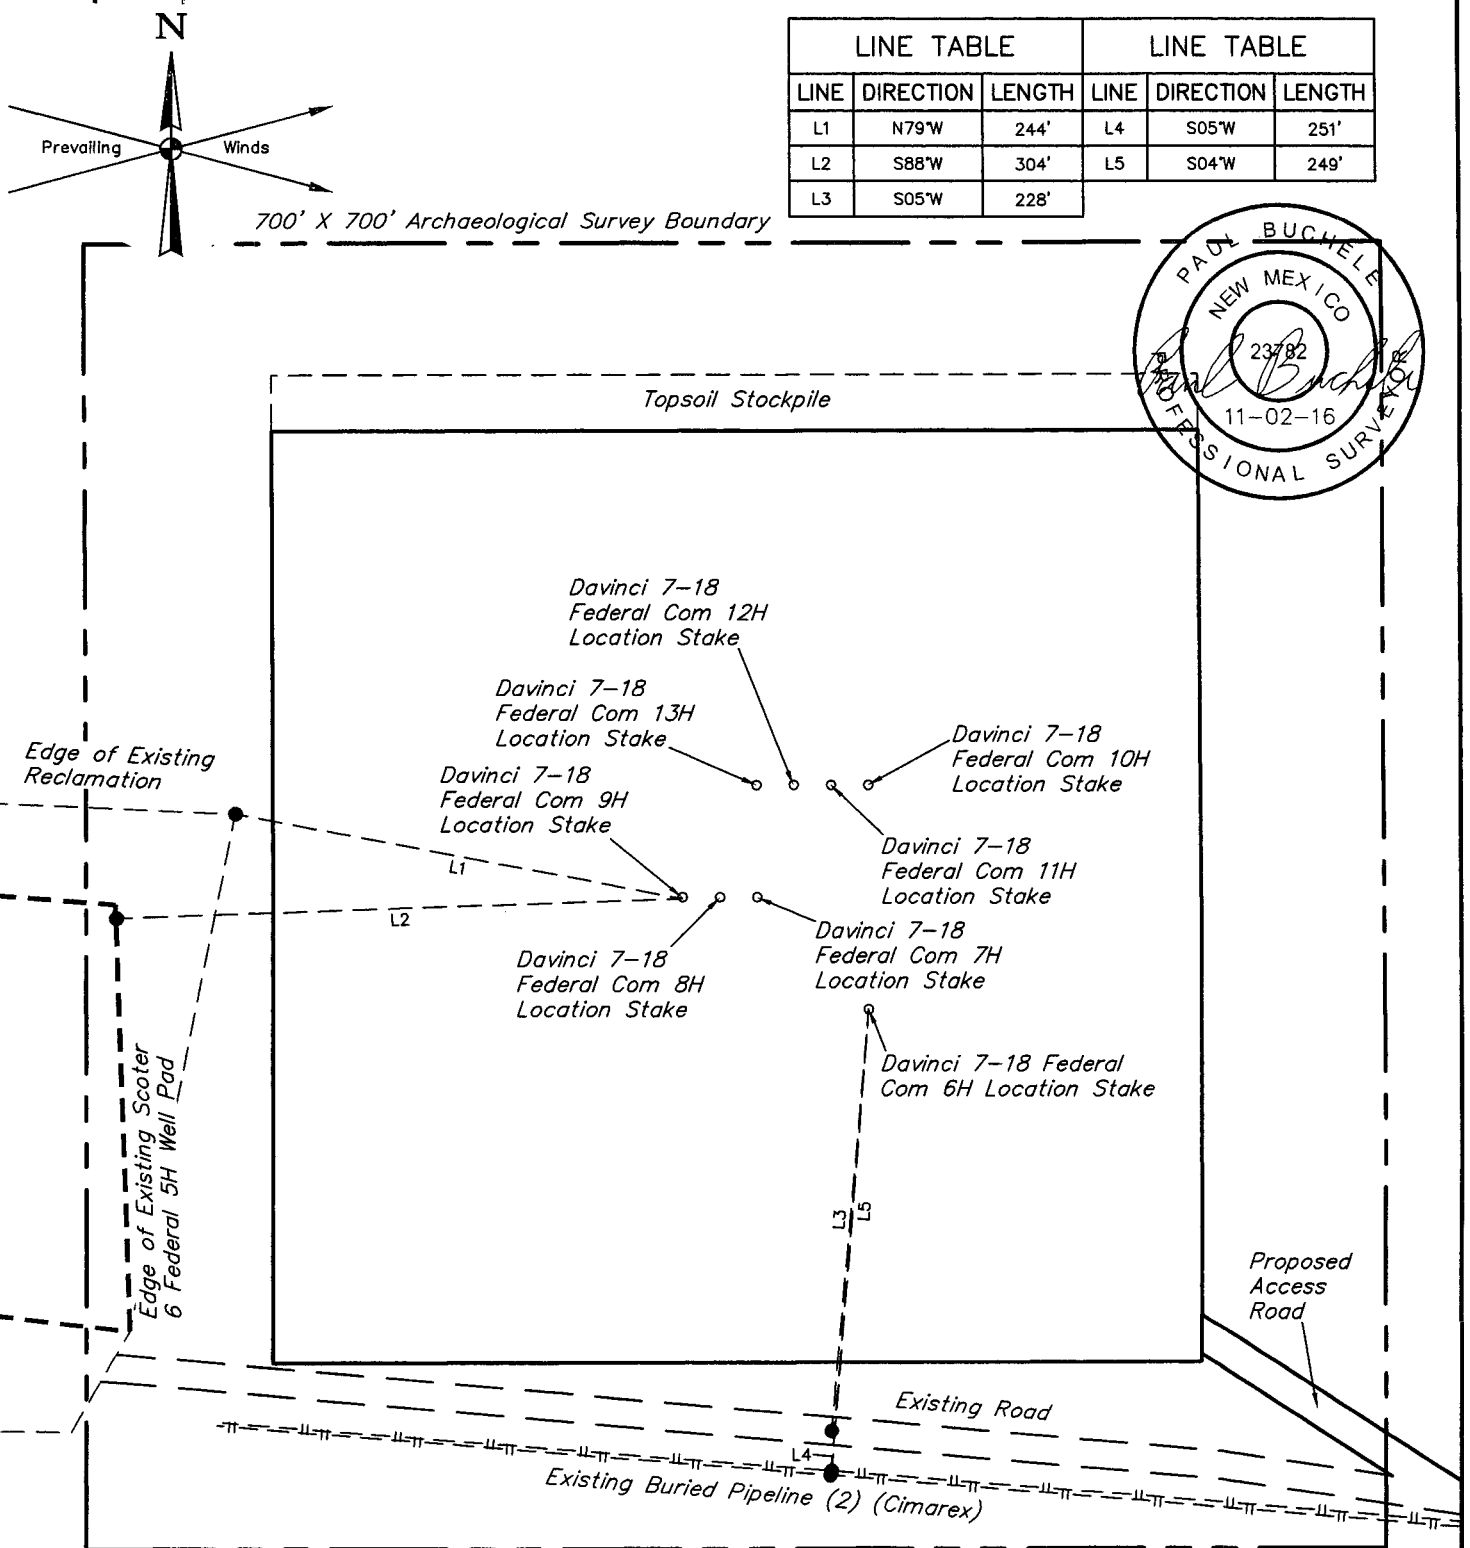 N
Prevailing Winds
LINE TABLE LINE TABLE
LINE DIRECTION LENGTH LINE DIRECTION LENGTH
L1 N79°W 244' L4 S05°W 251'
L2 S88°W 304' L5 S04°W 249'
L3 S05°W 228'
700' X 700' Archaeological Survey Boundary
PAUL BUCHELE
NEW MEXICO
23782
11-02-16
PROFESSIONAL SURVEYOR
Paul Buchele
Topsoil Stockpile
Davinci 7-18
Federal Com 12H
Location Stake
Davinci 7-18
Federal Com 13H
Location Stake
Davinci 7-18
Federal Com 10H
Location Stake
Edge of Existing
Reclamation
Davinci 7-18
Federal Com 9H
Location Stake
L1
Davinci 7-18
Federal Com 11H
Location Stake
L2
Davinci 7-18
Federal Com 7H
Location Stake
Davinci 7-18
Federal Com 8H
Location Stake
Davinci 7-18 Federal
Com 6H Location Stake
Edge of Existing Scoter
6 Federal 5H Well Pad
L3
L5
Proposed
Access
Road
Existing Road
L4
Existing Buried Pipeline (2) (Cimarex)